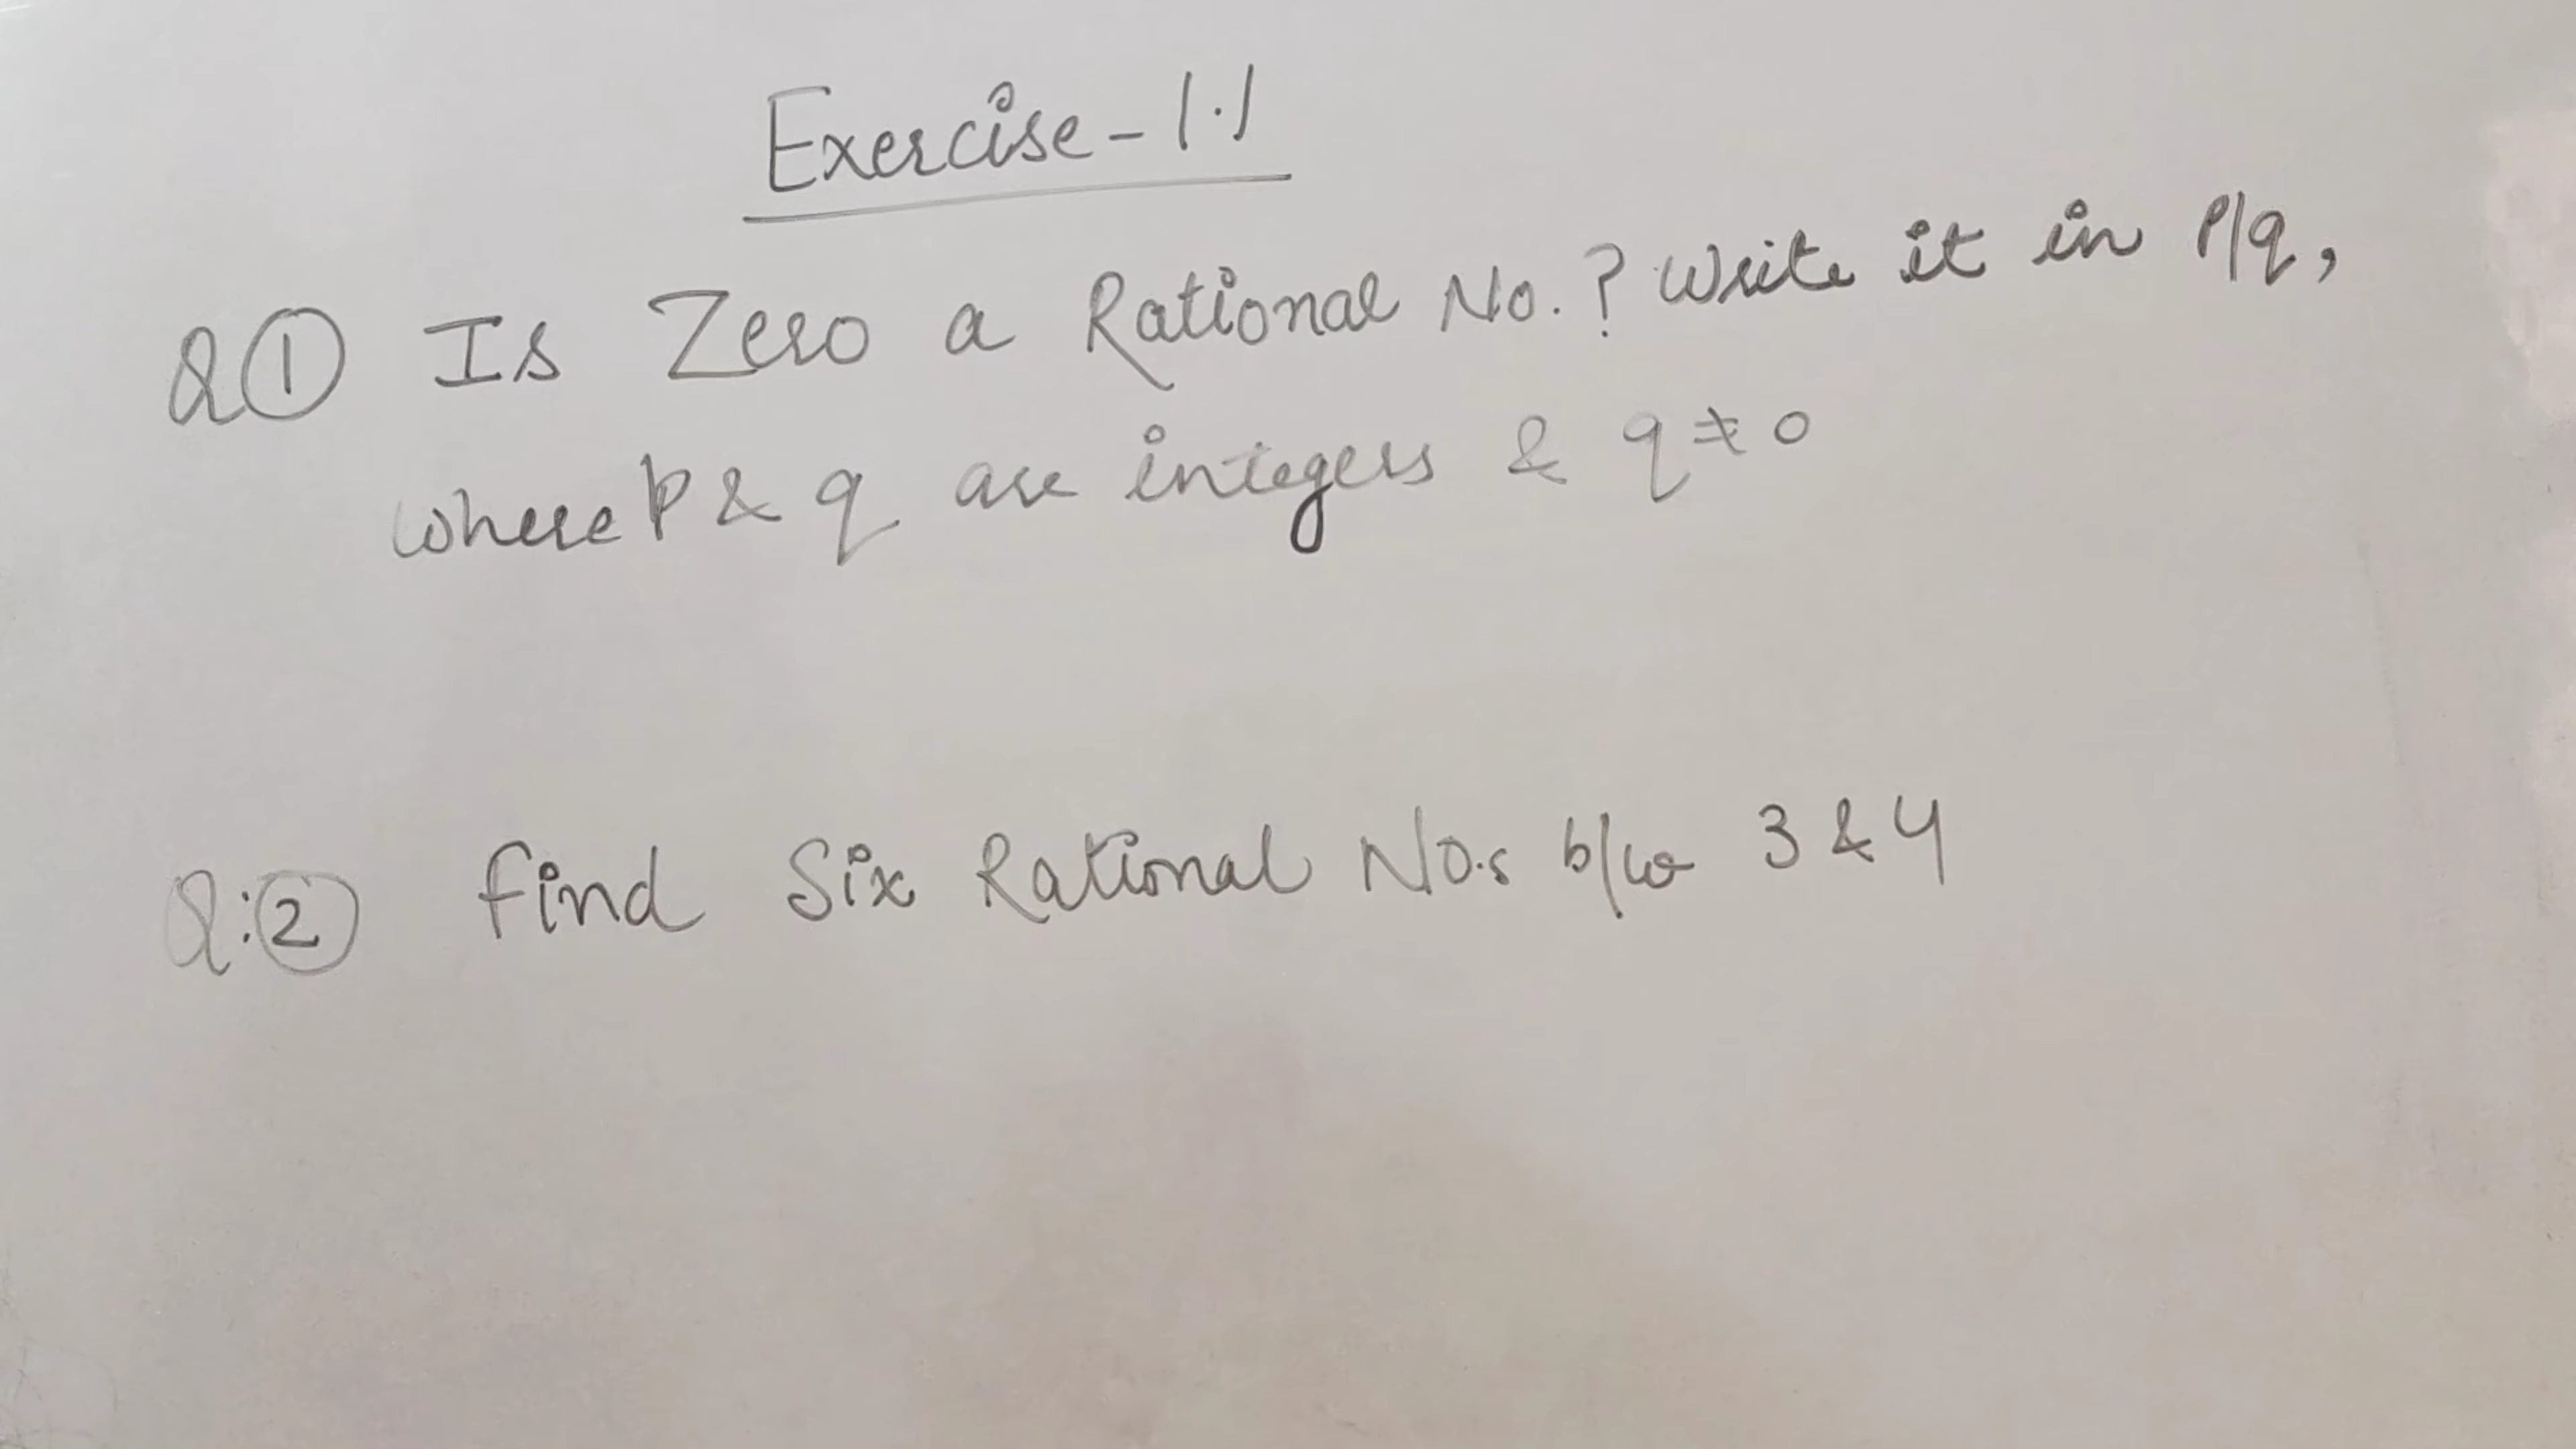 Exercise - 1.1
Q ① Is Zero a Rational No.? Write it in P/q,
where p & q are integers & q ≠ 0
Q: ② find Six Rational No.s b/w 3 & 4